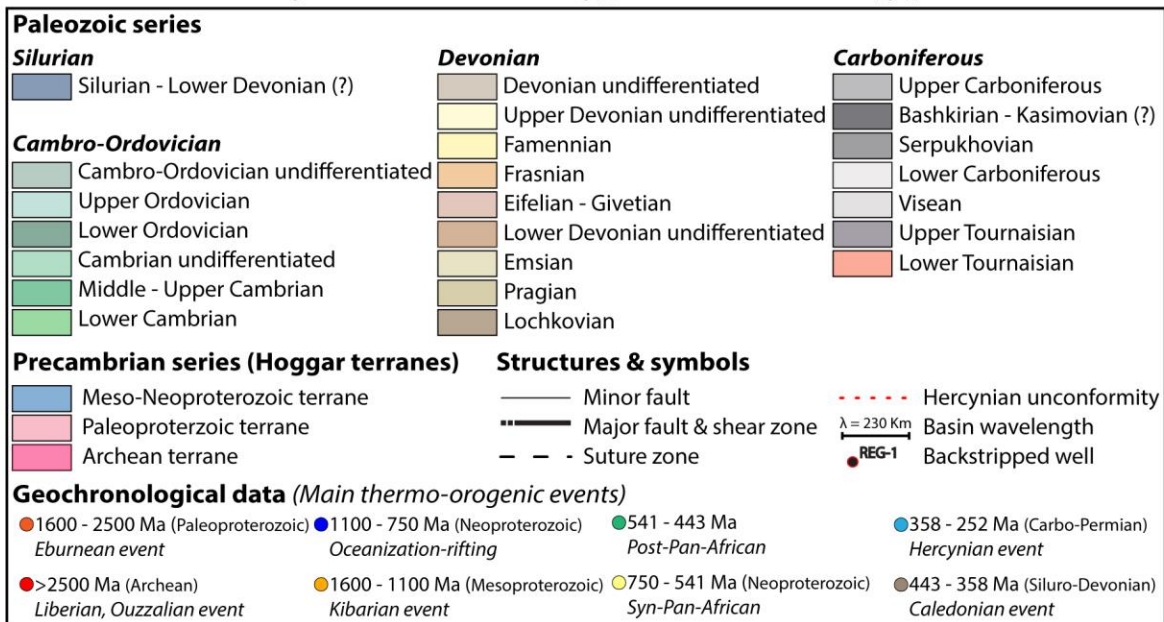 Paleozoic series
Silurian
Silurian - Lower Devonian (?)
Cambro-Ordovician
Cambro-Ordovician undifferentiated
Upper Ordovician
Lower Ordovician
Cambrian undifferentiated
Middle - Upper Cambrian
Lower Cambrian
Devonian
Devonian undifferentiated
Upper Devonian undifferentiated
Famennian
Frasnian
Eifelian - Givetian
Lower Devonian undifferentiated
Emsian
Pragian
Lochkovian
Carboniferous
Upper Carboniferous
Bashkirian - Kasimovian (?)
Serpukhovian
Lower Carboniferous
Visean
Upper Tournaisian
Lower Tournaisian
Precambrian series (Hoggar terranes)
Meso-Neoproterozoic terrane
Paleoproterzoic terrane
Archean terrane
Structures & symbols
Minor fault
Major fault & shear zone
Suture zone
Hercynian unconformity
λ = 230 Km Basin wavelength
REG-1 Backstripped well
Geochronological data (Main thermo-orogenic events)
1600 - 2500 Ma (Paleoproterozoic)
Eburnean event
1100 - 750 Ma (Neoproterozoic)
Oceanization-rifting
541 - 443 Ma
Post-Pan-African
358 - 252 Ma (Carbo-Permian)
Hercynian event
>2500 Ma (Archean)
Liberian, Ouzzalian event
1600 - 1100 Ma (Mesoproterozoic)
Kibarian event
750 - 541 Ma (Neoproterozoic)
Syn-Pan-African
443 - 358 Ma (Siluro-Devonian)
Caledonian event